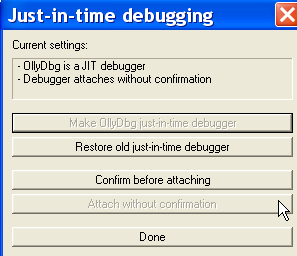 Just-in-time debugging
Current settings:
- OllyDbg is a JIT debugger
- Debugger attaches without confirmation
Make OllyDbg just-in-time debugger
Restore old just-in-time debugger
Confirm before attaching
Attach without confirmation
Done